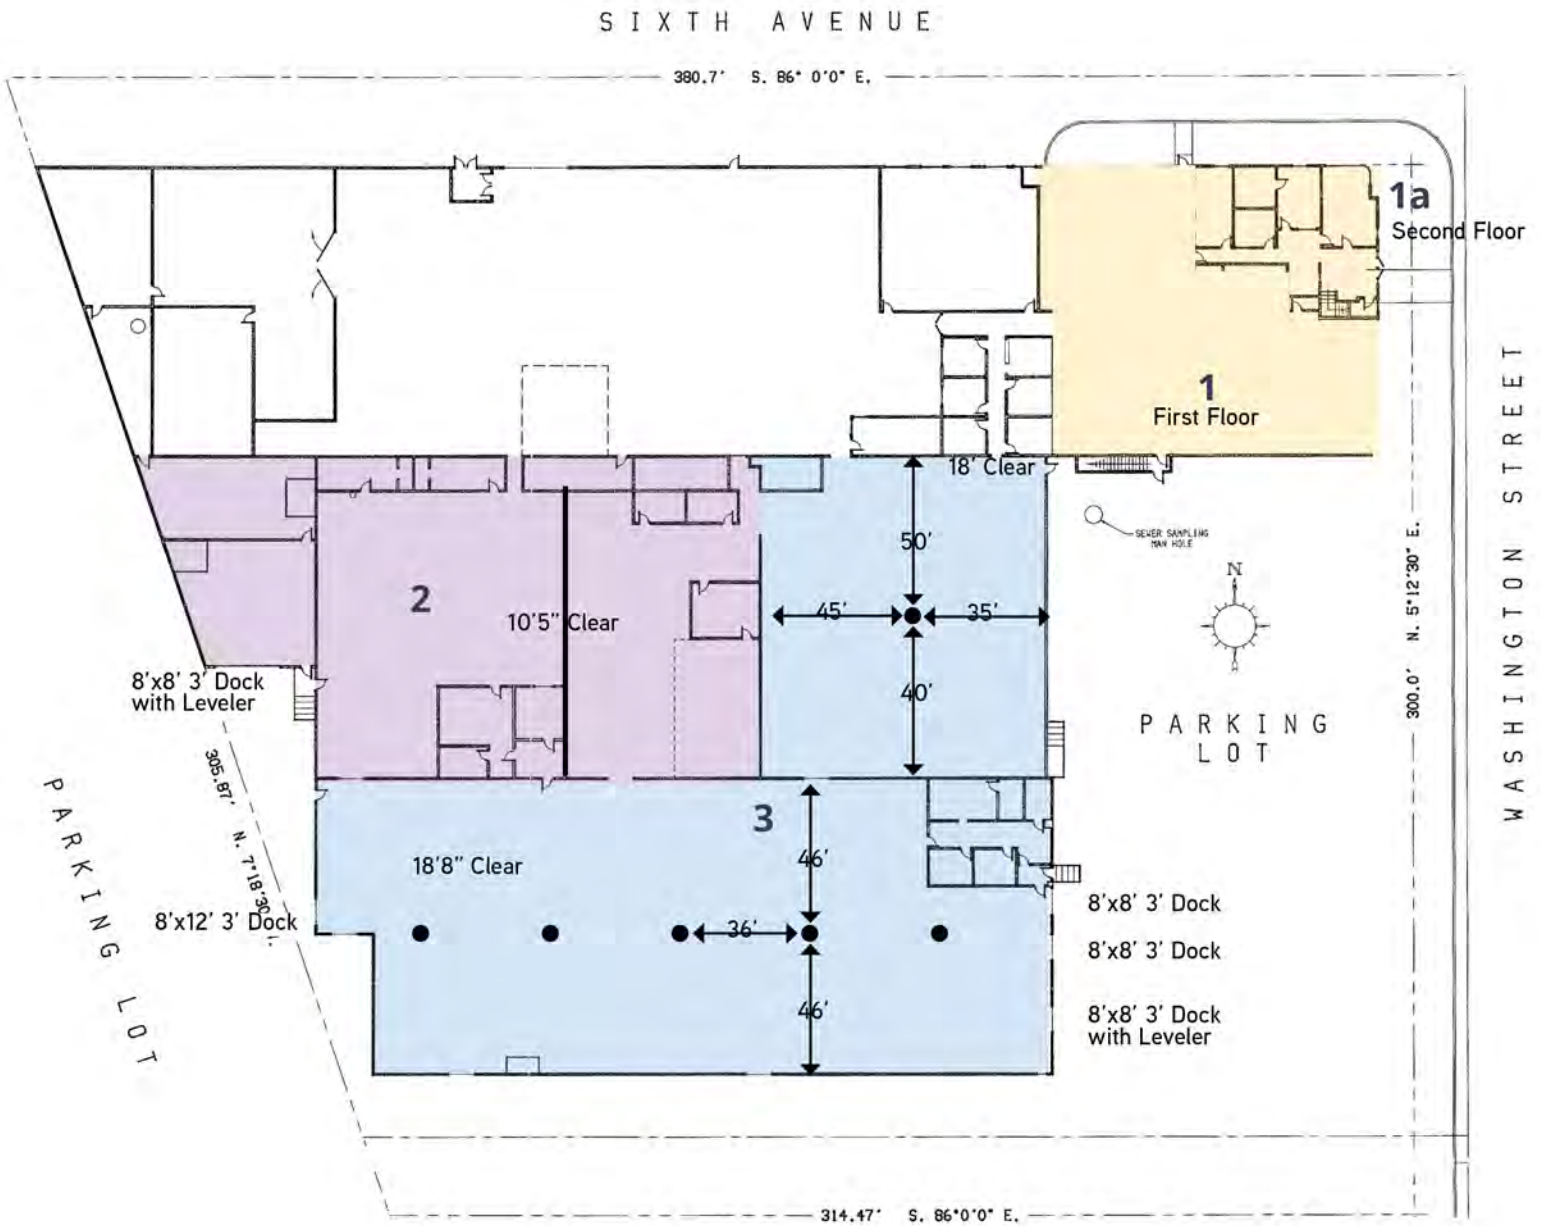 SIXTH AVENUE
380.7' S. 86° 0'0" E.
1a
Second Floor
1
First Floor
18' Clear
50'
SEWER SAMPLING
MAN HOLE
N
2
10'5" Clear
45'
35'
40'
8'x8' 3' Dock
with Leveler
PARKING
LOT
300.0' N. 5°12'30" E.
WASHINGTON STREET
305.87' N. 7°18'30"
PARKING LOT
3
46'
18'8" Clear
8'x12' 3' Dock
36'
8'x8' 3' Dock
8'x8' 3' Dock
46'
8'x8' 3' Dock
with Leveler
314.47' S. 86°0'0" E.